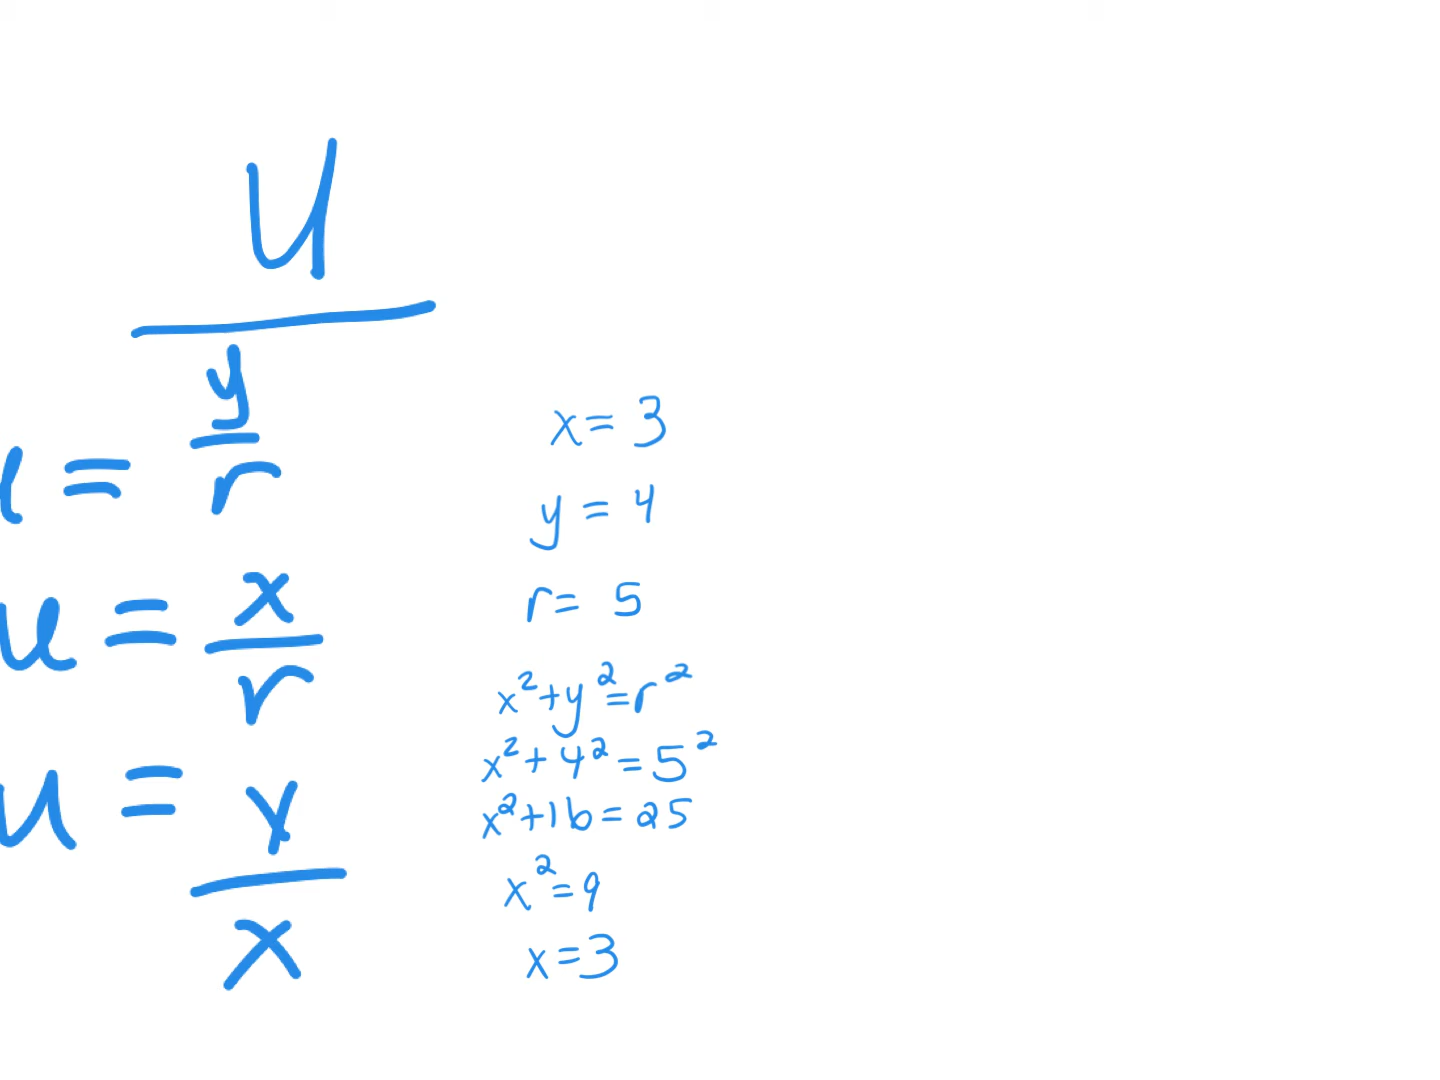 U
u = y/r
u = x/r
u = y/x
x = 3
y = 4
r = 5
x² + y² = r²
x² + 4² = 5²
x² + 16 = 25
x² = 9
x = 3